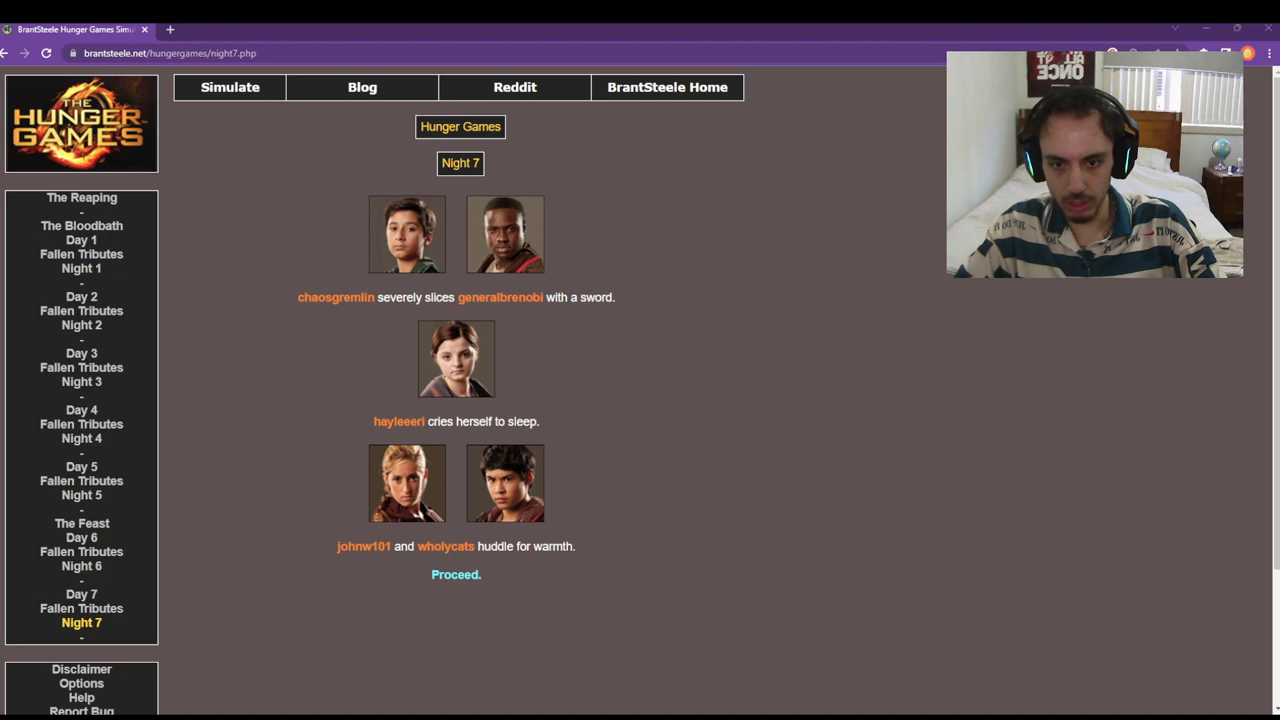 BrantSteele Hunger Games Simu
brantsteele.net/hungergames/night7.php
THE
HUNGER
GAMES
Simulate
Blog
Reddit
BrantSteele Home
Hunger Games
Night 7
The Reaping
-
The Bloodbath
Day 1
Fallen Tributes
Night 1
-
Day 2
Fallen Tributes
Night 2
-
Day 3
Fallen Tributes
Night 3
-
Day 4
Fallen Tributes
Night 4
-
Day 5
Fallen Tributes
Night 5
-
The Feast
Day 6
Fallen Tributes
Night 6
-
Day 7
Fallen Tributes
Night 7
-
Disclaimer
Options
Help
Report Bug
chaosgremlin severely slices generalbrenobi with a sword.
hayleeeri cries herself to sleep.
johnw101 and wholycats huddle for warmth.
Proceed.
ALL AT
ONCE